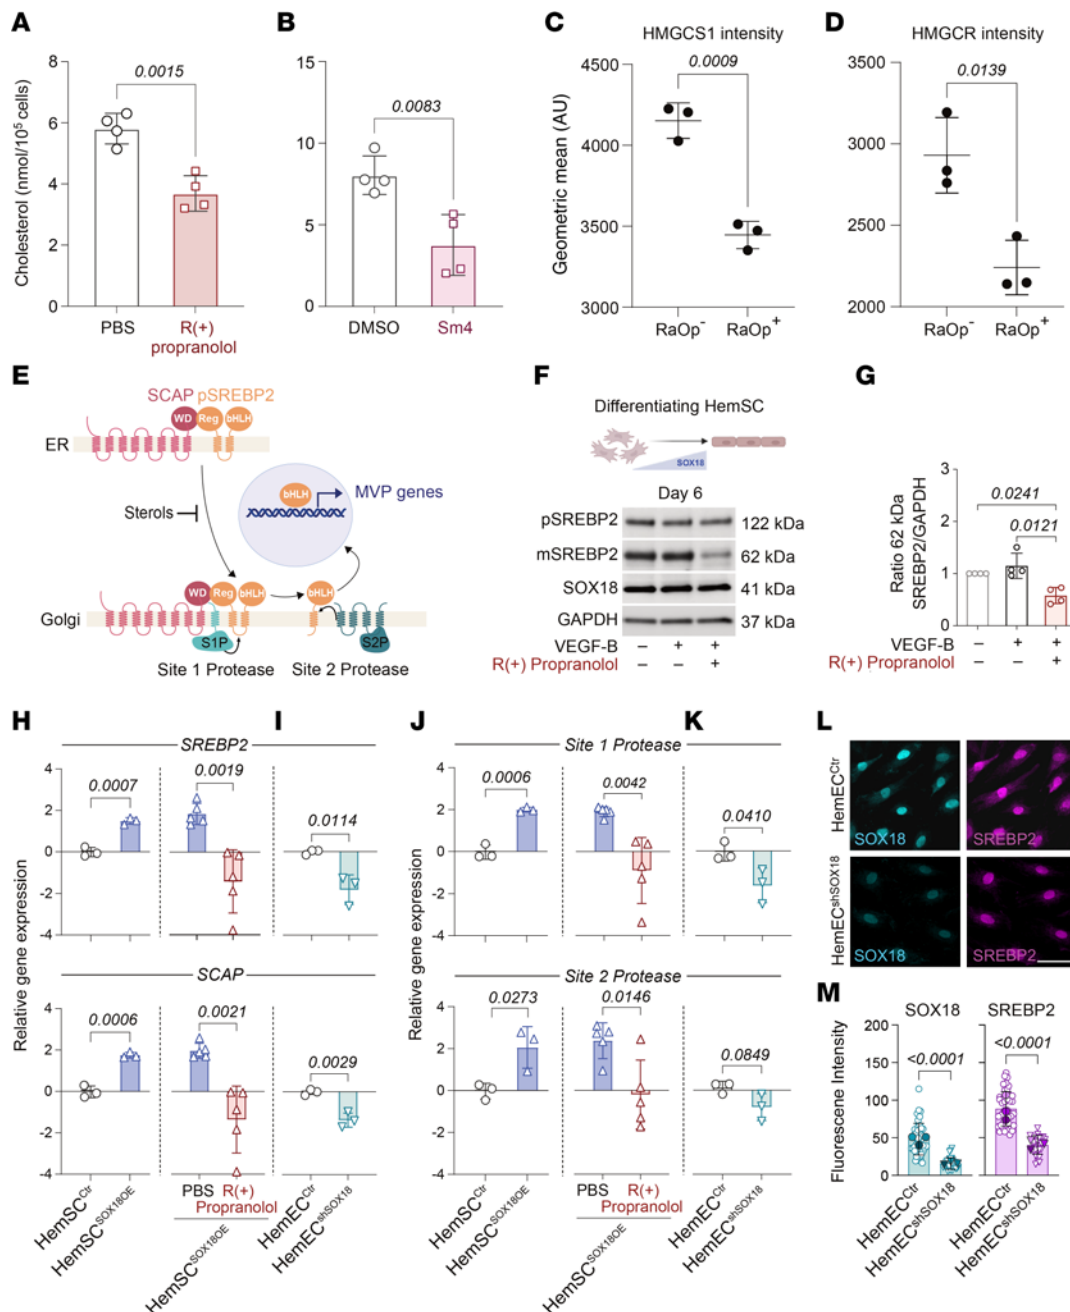 A
Cholesterol (nmol/10⁵ cells)
10
8
6
4
2
0
0.0015
PBS
R(+)
propranolol
B
15
10
5
0
0.0083
DMSO
Sm4
C
HMGCS1 intensity
Geometric mean (AU)
4500
4000
3500
3000
0.0009
RaOp⁻
RaOp⁺
D
HMGCR intensity
3500
3000
2500
2000
0.0139
RaOp⁻
RaOp⁺
E
SCAP pSREBP2
WD
Reg
bHLH
ER
Sterols
bHLH
MVP genes
WD
Reg
bHLH
bHLH
Golgi
S1P
S2P
Site 1 Protease
Site 2 Protease
F
Differentiating HemSC
SOX18
Day 6
pSREBP2
122 kDa
mSREBP2
62 kDa
SOX18
41 kDa
GAPDH
37 kDa
VEGF-B − + +
R(+) Propranolol − − +
G
Ratio 62 kDa
SREBP2/GAPDH
3
2
1
0
0.0241
0.0121
VEGF-B − + +
R(+) Propranolol − − +
H
I
SREBP2
Relative gene expression
4
2
0
-2
-4
0.0007
0.0019
0.0114
SCAP
4
2
0
-2
-4
0.0006
0.0021
0.0029
HemSC^Ctr
HemSC^SOX18OE
PBS
R(+)
Propranolol
HemSC^SOX18OE
HemEC^Ctr
HemEC^shSOX18
J
K
Site 1 Protease
Relative gene expression
4
2
0
-2
-4
0.0006
0.0042
0.0410
Site 2 Protease
4
2
0
-2
-4
0.0273
0.0146
0.0849
HemSC^Ctr
HemSC^SOX18OE
PBS
R(+)
Propranolol
HemSC^SOX18OE
HemEC^Ctr
HemEC^shSOX18
L
HemEC^Ctr
SOX18
SREBP2
HemEC^shSOX18
SOX18
SREBP2
M
SOX18
SREBP2
Fluorescene Intensity
200
150
100
50
0
<0.0001
<0.0001
HemEC^Ctr
HemEC^shSOX18
HemEC^Ctr
HemEC^shSOX18